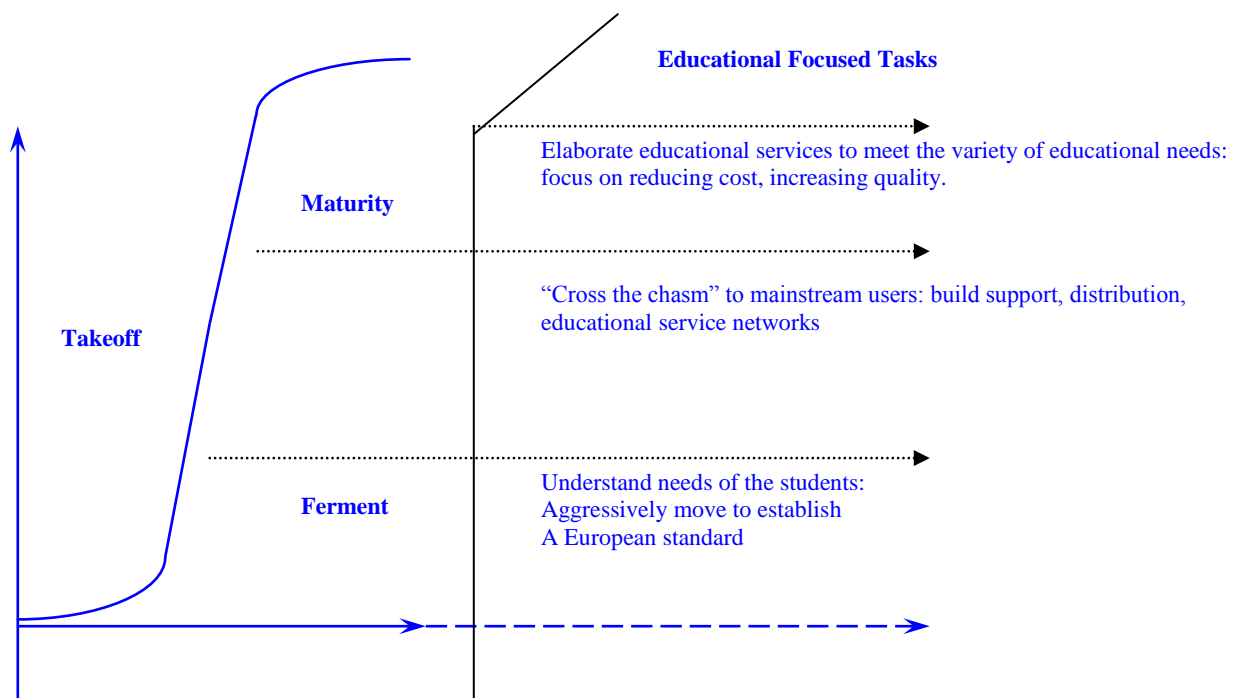 Educational Focused Tasks
Elaborate educational services to meet the variety of educational needs:
focus on reducing cost, increasing quality.
Maturity
“Cross the chasm” to mainstream users: build support, distribution,
educational service networks
Takeoff
Understand needs of the students:
Aggressively move to establish
A European standard
Ferment